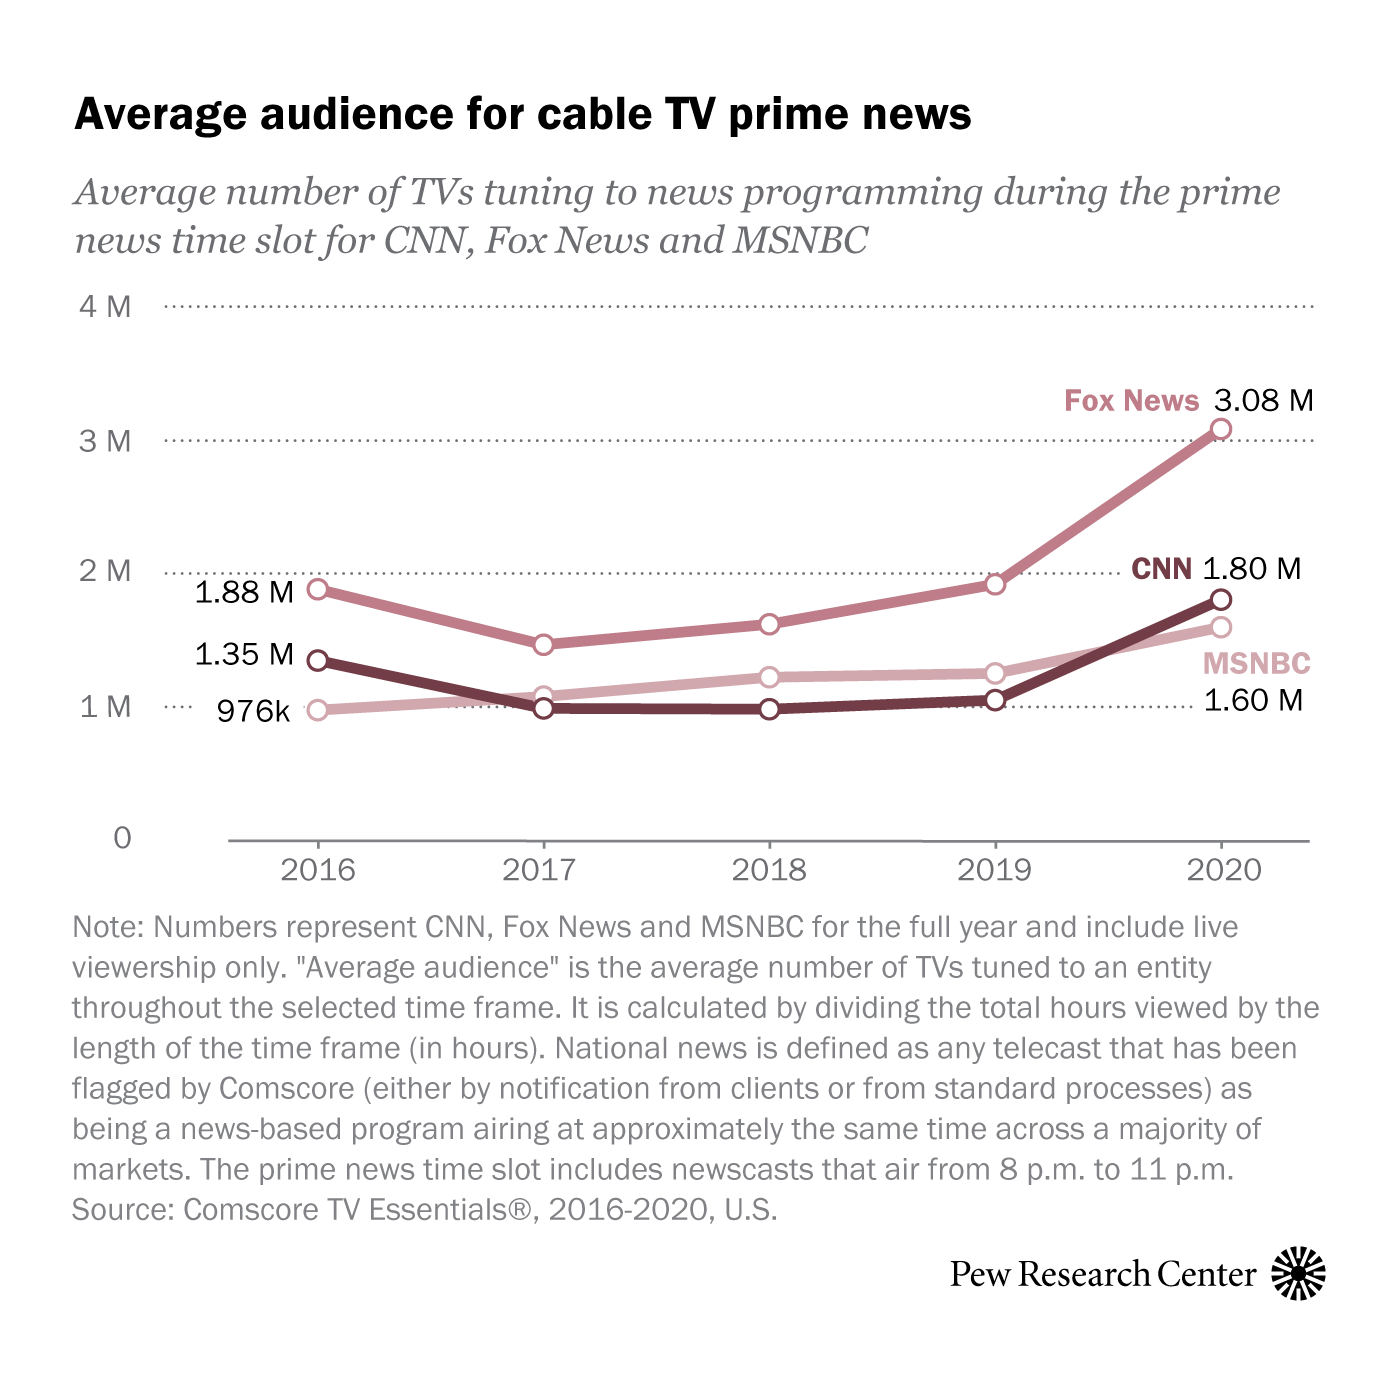 Average audience for cable TV prime news
Average number of TVs tuning to news programming during the prime
news time slot for CNN, Fox News and MSNBC
4 M
Fox News 3.08 M
3 M
2 M
CNN 1.80 M
1.88 M
1.35 M
MSNBC
1 M
976k
1.60 M
0
2016 2017 2018 2019 2020
Note: Numbers represent CNN, Fox News and MSNBC for the full year and include live
viewership only. "Average audience" is the average number of TVs tuned to an entity
throughout the selected time frame. It is calculated by dividing the total hours viewed by the
length of the time frame (in hours). National news is defined as any telecast that has been
flagged by Comscore (either by notification from clients or from standard processes) as
being a news-based program airing at approximately the same time across a majority of
markets. The prime news time slot includes newscasts that air from 8 p.m. to 11 p.m.
Source: Comscore TV Essentials®, 2016-2020, U.S.
Pew Research Center